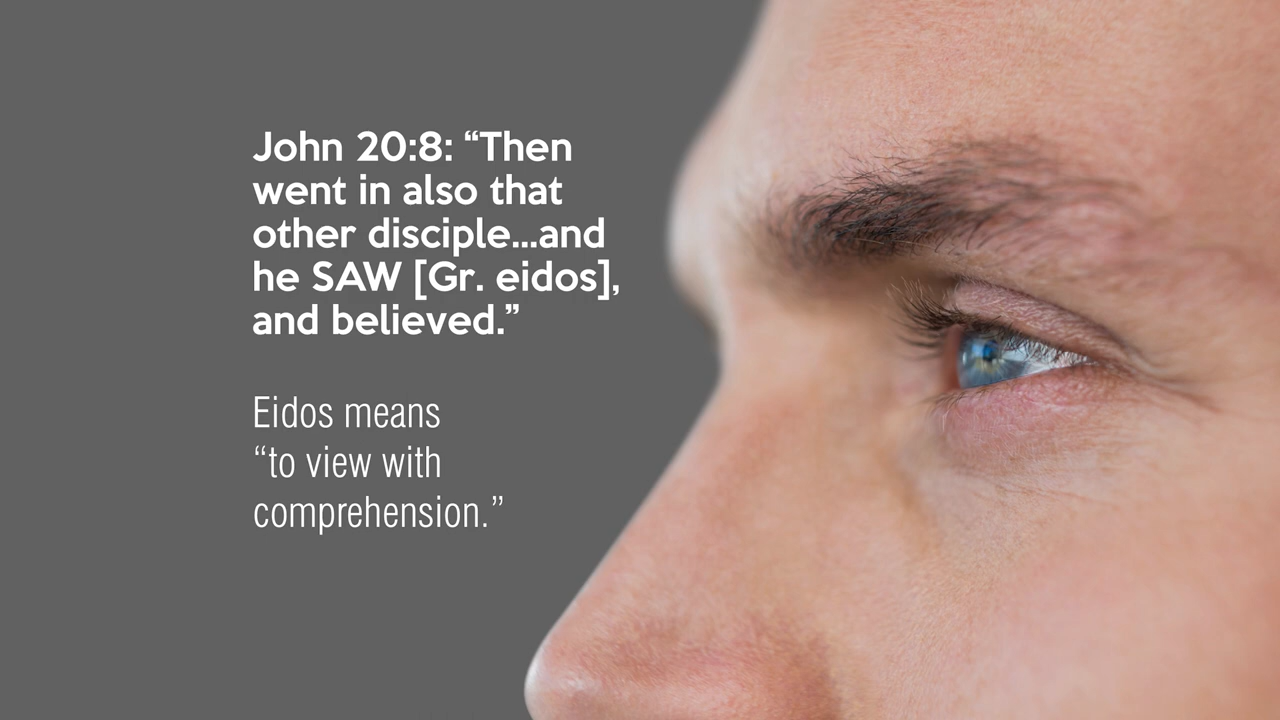 John 20:8: “Then
went in also that
other disciple...and
he SAW [Gr. eidos],
and believed.”
Eidos means
“to view with
comprehension.”